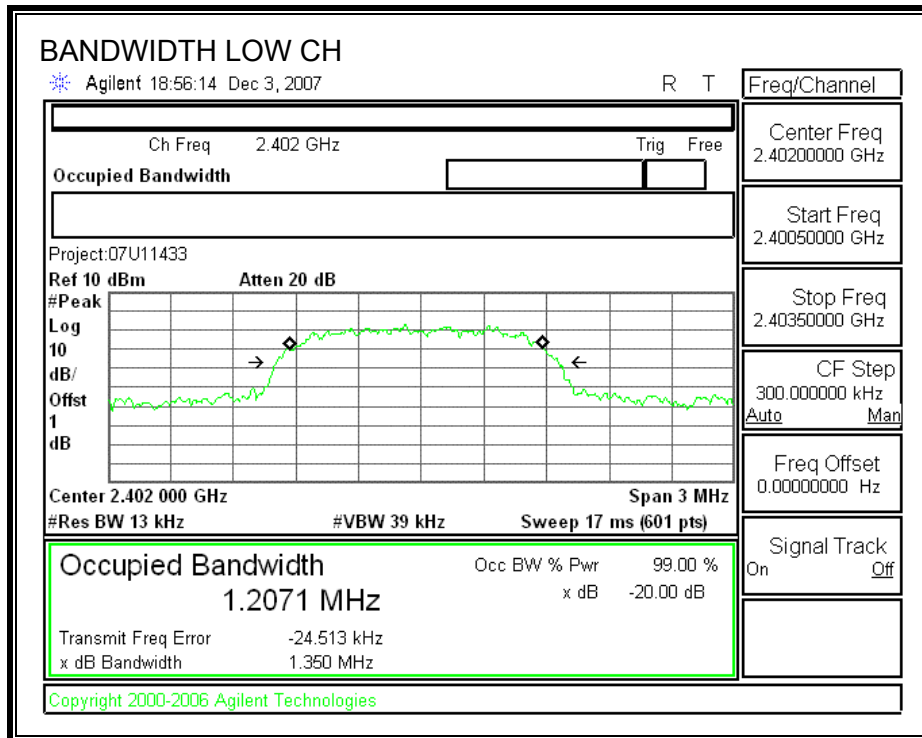 BANDWIDTH LOW CH
Agilent 18:56:14 Dec 3, 2007
R T
Freq/Channel
Ch Freq 2.402 GHz
Trig Free
Occupied Bandwidth
Center Freq
2.40200000 GHz
Start Freq
2.40050000 GHz
Stop Freq
2.40350000 GHz
CF Step
300.000000 kHz
Auto Man
Freq Offset
0.00000000 Hz
Signal Track
On Off
Project:07U11433
Ref 10 dBm Atten 20 dB
#Peak
Log
10
dB/
Offst
1
dB
Center 2.402 000 GHz Span 3 MHz
#Res BW 13 kHz #VBW 39 kHz Sweep 17 ms (601 pts)
Occupied Bandwidth
1.2071 MHz
Occ BW % Pwr 99.00 %
x dB -20.00 dB
Transmit Freq Error -24.513 kHz
x dB Bandwidth 1.350 MHz
Copyright 2000-2006 Agilent Technologies